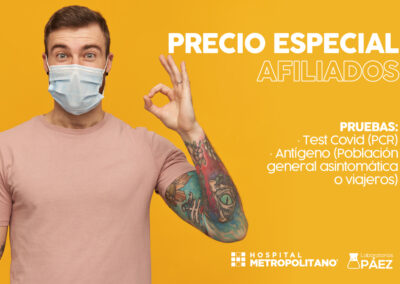 PRECIO ESPECIAL
AFILIADOS
PRUEBAS:
· Test Covid (PCR)
· Antígeno (Población
general asintomática
o viajeros)
HOSPITAL
METROPOLITANO
Laboratorios
PÁEZ